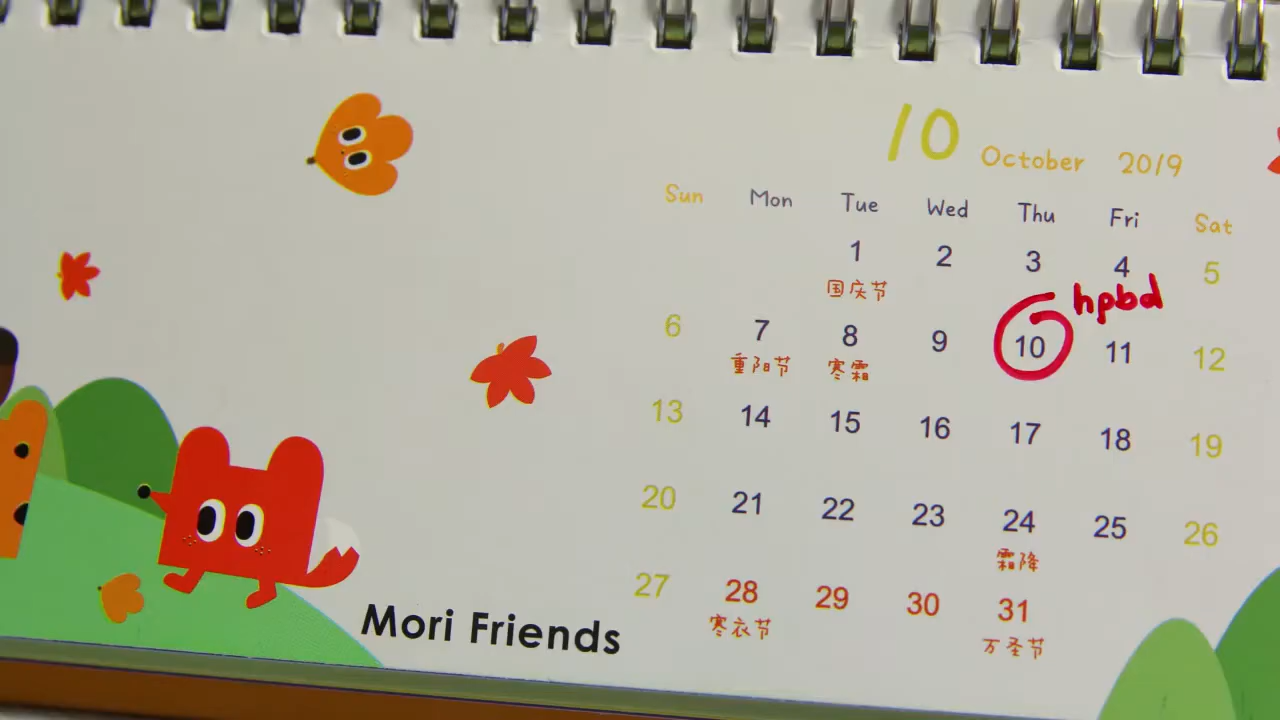 10 October 2019
Sun Mon Tue Wed Thu Fri Sat
1 2 3 4 5
国庆节
hpbd
6 7 8 9 10 11 12
重阳节 寒霜
13 14 15 16 17 18 19
20 21 22 23 24 25 26
霜降
27 28 29 30 31
寒衣节 万圣节
Mori Friends